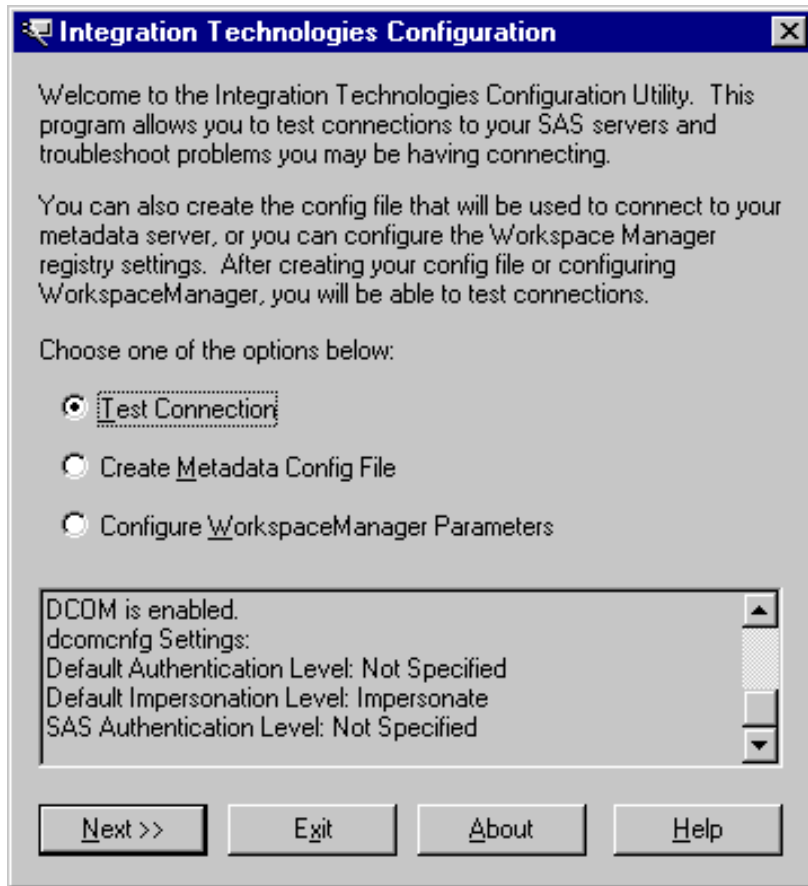 Integration Technologies Configuration
Welcome to the Integration Technologies Configuration Utility. This
program allows you to test connections to your SAS servers and
troubleshoot problems you may be having connecting.
You can also create the config file that will be used to connect to your
metadata server, or you can configure the Workspace Manager
registry settings. After creating your config file or configuring
WorkspaceManager, you will be able to test connections.
Choose one of the options below:
Test Connection
Create Metadata Config File
Configure WorkspaceManager Parameters
DCOM is enabled.
dcomcnfg Settings:
Default Authentication Level: Not Specified
Default Impersonation Level: Impersonate
SAS Authentication Level: Not Specified
Next >> Exit About Help